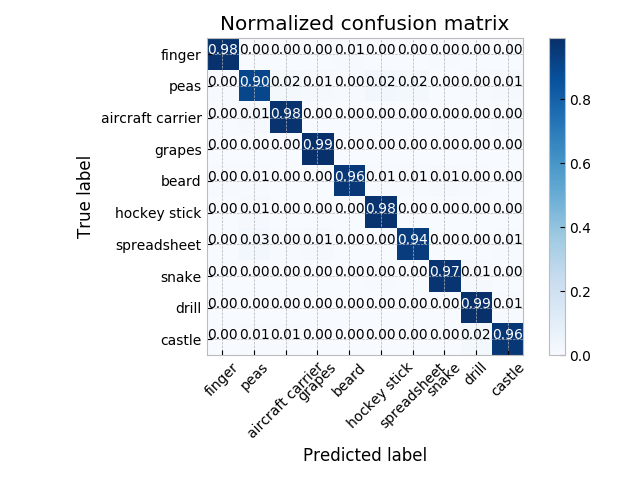 Normalized confusion matrix
finger 0.98 0.00 0.00 0.00 0.01 0.00 0.00 0.00 0.00 0.00
peas 0.00 0.90 0.02 0.01 0.00 0.02 0.02 0.00 0.00 0.01
aircraft carrier 0.00 0.01 0.98 0.00 0.00 0.00 0.00 0.00 0.00 0.00
grapes 0.00 0.00 0.00 0.99 0.00 0.00 0.00 0.00 0.00 0.00
beard 0.00 0.01 0.00 0.00 0.96 0.01 0.01 0.01 0.00 0.00
hockey stick 0.00 0.01 0.00 0.00 0.00 0.98 0.00 0.00 0.00 0.00
spreadsheet 0.00 0.03 0.00 0.01 0.00 0.00 0.94 0.00 0.00 0.01
snake 0.00 0.00 0.00 0.00 0.00 0.00 0.00 0.97 0.01 0.00
drill 0.00 0.00 0.00 0.00 0.00 0.00 0.00 0.00 0.99 0.01
castle 0.00 0.01 0.01 0.00 0.00 0.00 0.00 0.00 0.02 0.96
True label
finger peas aircraft carrier grapes beard hockey stick spreadsheet snake drill castle
Predicted label
0.8
0.6
0.4
0.2
0.0